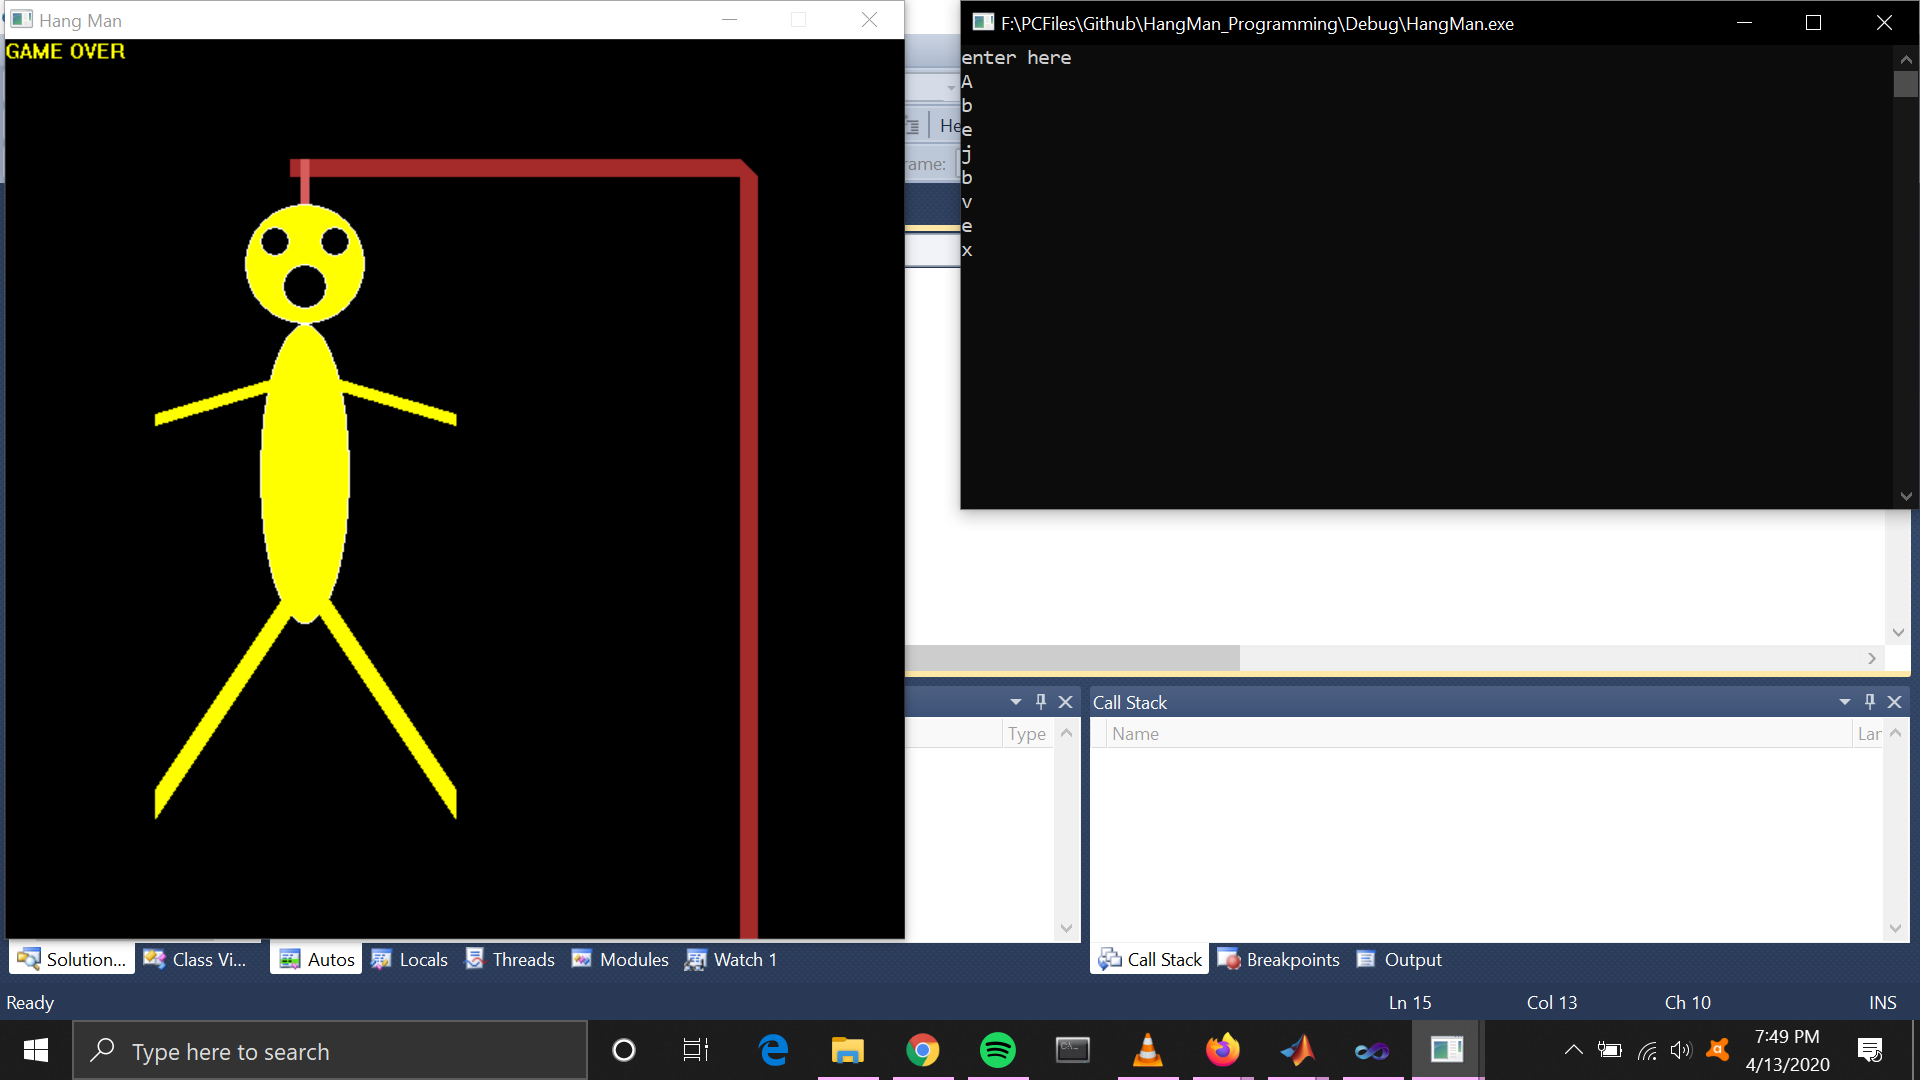 Hang Man
GAME OVER
F:\PCFiles\Github\HangMan_Programming\Debug\HangMan.exe
enter here
A
b
e
j
b
v
e
x
He
rame:
Type
Call Stack
Name
Lar
Solution...
Class Vi...
Autos
Locals
Threads
Modules
Watch 1
Call Stack
Breakpoints
Output
Ready
Ln 15
Col 13
Ch 10
INS
Type here to search
7:49 PM
4/13/2020